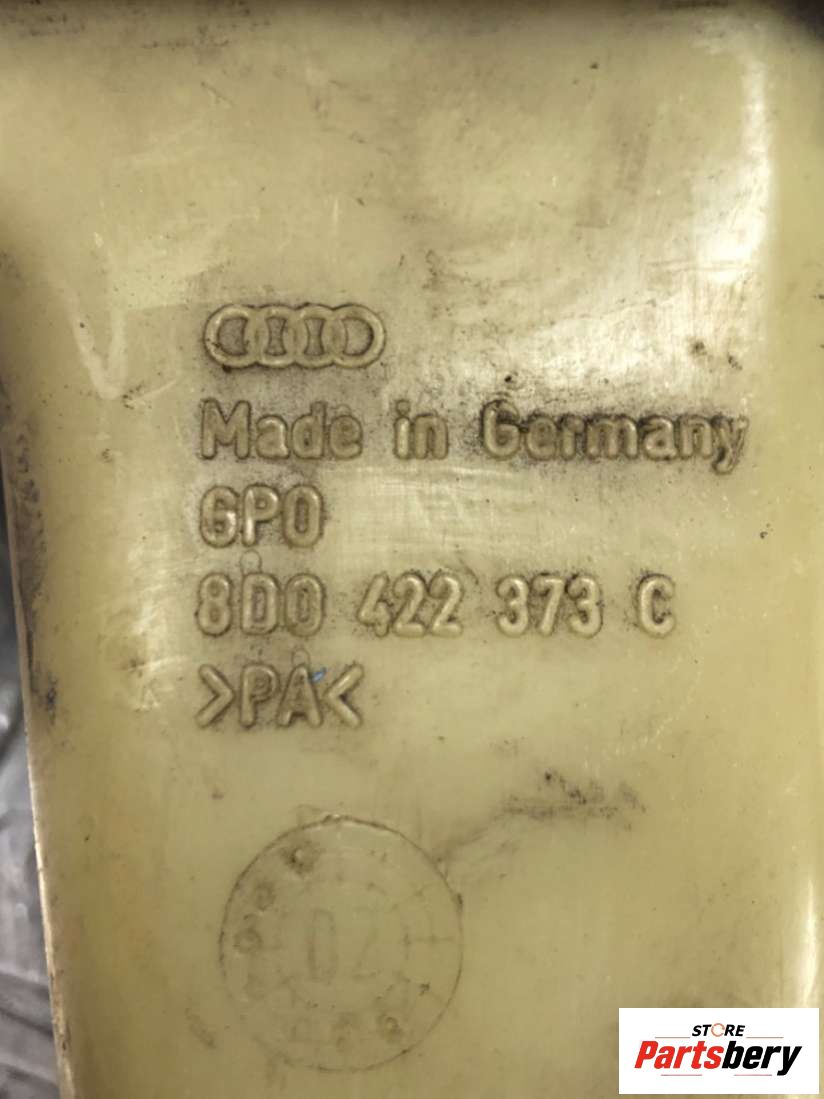 Made in Germany
GPO
8D0 422 373 C
>PA<
02
STORE
Partsbery